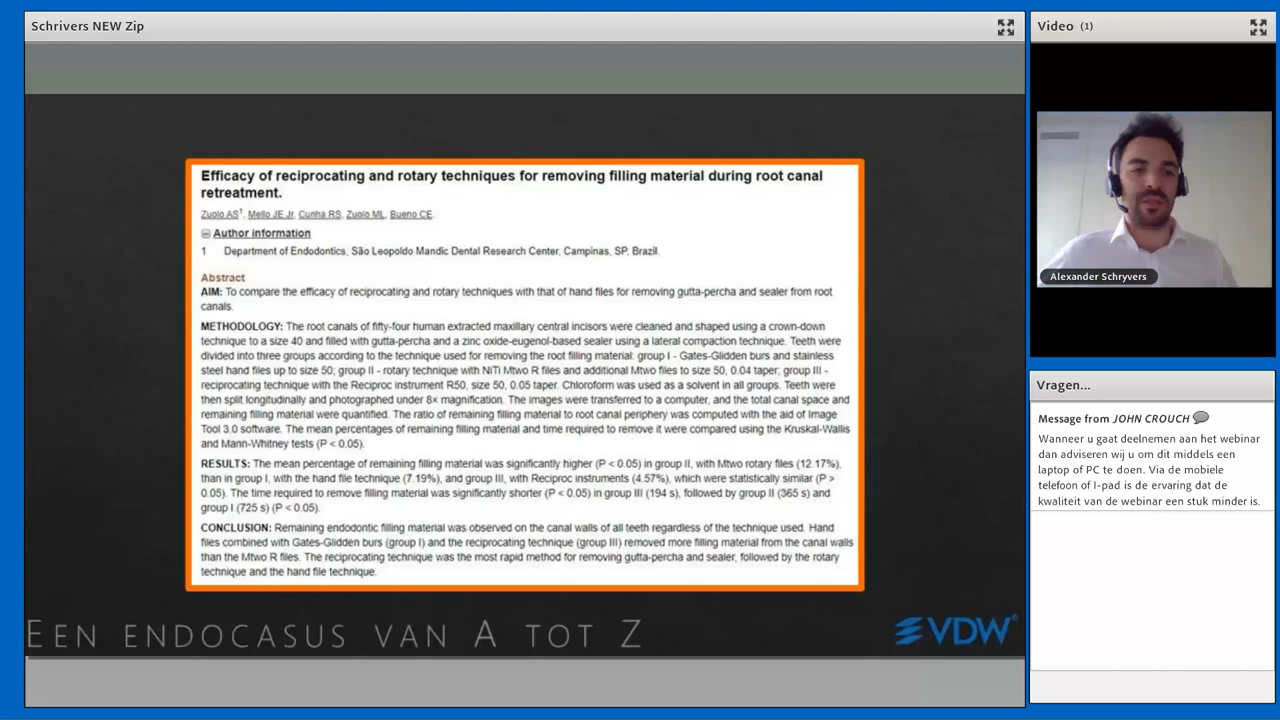 Schrivers NEW Zip
Efficacy of reciprocating and rotary techniques for removing filling material during root canal
retreatment.
Zuolo AS1, Mello JE Jr, Cunha RS, Zuolo ML, Bueno CE.
Author information
1 Department of Endodontics, São Leopoldo Mandic Dental Research Center, Campinas, SP, Brazil.
Abstract
AIM: To compare the efficacy of reciprocating and rotary techniques with that of hand files for removing gutta-percha and sealer from root
canals.
METHODOLOGY: The root canals of fifty-four human extracted maxillary central incisors were cleaned and shaped using a crown-down
technique to a size 40 and filled with gutta-percha and a zinc oxide-eugenol-based sealer using a lateral compaction technique. Teeth were
divided into three groups according to the technique used for removing the root filling material: group I - Gates-Glidden burs and stainless
steel hand files up to size 50; group II - rotary technique with NiTi Mtwo R files and additional Mtwo files to size 50, 0.04 taper; group III -
reciprocating technique with the Reciproc instrument R50, size 50, 0.05 taper. Chloroform was used as a solvent in all groups. Teeth were
then split longitudinally and photographed under 8× magnification. The images were transferred to a computer, and the total canal space and
remaining filling material were quantified. The ratio of remaining filling material to root canal periphery was computed with the aid of Image
Tool 3.0 software. The mean percentages of remaining filling material and time required to remove it were compared using the Kruskal-Wallis
and Mann-Whitney tests (P < 0.05).
RESULTS: The mean percentage of remaining filling material was significantly higher (P < 0.05) in group II, with Mtwo rotary files (12.17%),
than in group I, with the hand file technique (7.19%), and group III, with Reciproc instruments (4.57%), which were statistically similar (P >
0.05). The time required to remove filling material was significantly shorter (P < 0.05) in group III (194 s), followed by group II (365 s) and
group I (725 s) (P < 0.05).
CONCLUSION: Remaining endodontic filling material was observed on the canal walls of all teeth regardless of the technique used. Hand
files combined with Gates-Glidden burs (group I) and the reciprocating technique (group III) removed more filling material from the canal walls
than the Mtwo R files. The reciprocating technique was the most rapid method for removing gutta-percha and sealer, followed by the rotary
technique and the hand file technique.
EEN ENDOCASUS VAN A TOT Z
VDW®
Video (1)
Alexander Schryvers
Vragen...
Message from JOHN CROUCH
Wanneer u gaat deelnemen aan het webinar
dan adviseren wij u om dit middels een
laptop of PC te doen. Via de mobiele
telefoon of I-pad is de ervaring dat de
kwaliteit van de webinar een stuk minder is.